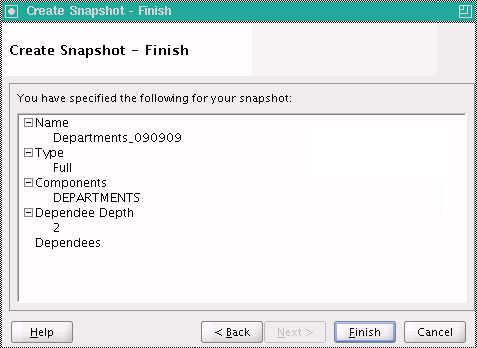 Create Snapshot - Finish
Create Snapshot - Finish
You have specified the following for your snapshot:
Name
Departments_090909
Type
Full
Components
DEPARTMENTS
Dependee Depth
2
Dependees
Help
< Back
Next >
Finish
Cancel